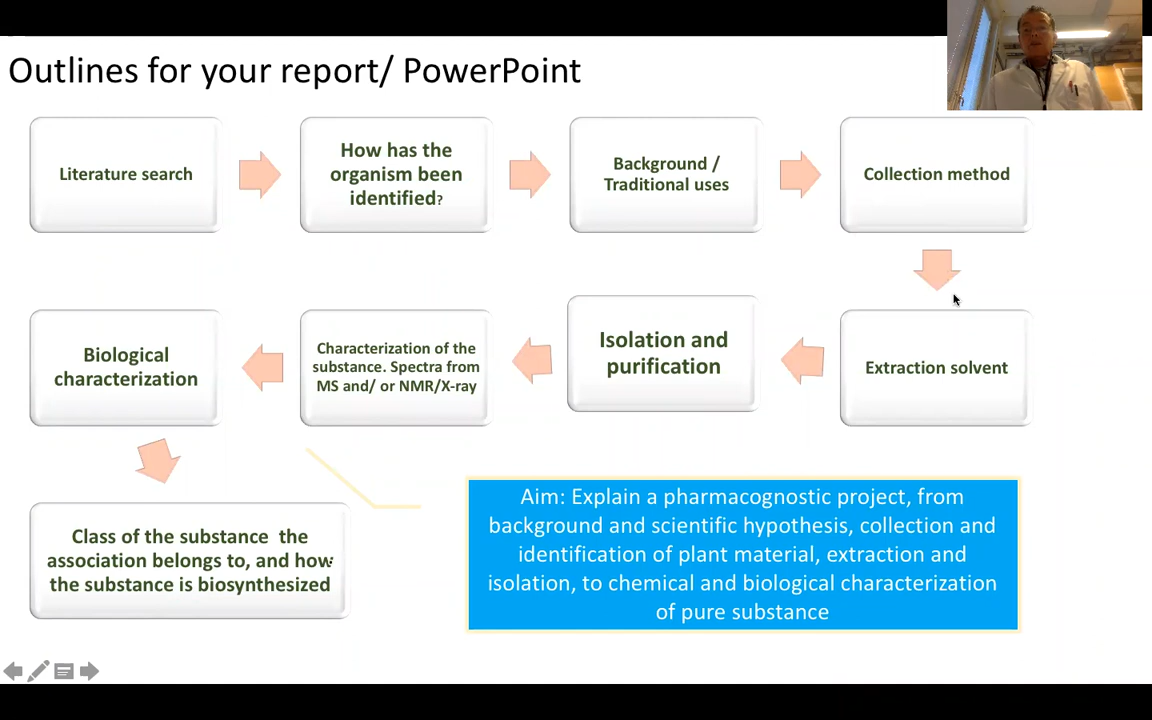 Outlines for your report/ PowerPoint
Literature search
How has the
organism been
identified?
Background /
Traditional uses
Collection method
Extraction solvent
Isolation and
purification
Characterization of the
substance. Spectra from
MS and/ or NMR/X-ray
Biological
characterization
Class of the substance  the
association belongs to, and how
the substance is biosynthesized
Aim: Explain a pharmacognostic project, from
background and scientific hypothesis, collection and
identification of plant material, extraction and
isolation, to chemical and biological characterization
of pure substance